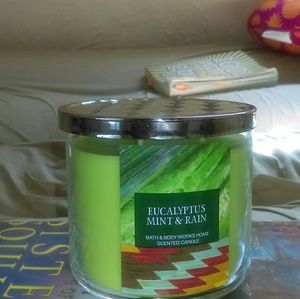 EUCALYPTUS
MINT & RAIN
BATH & BODY WORKS HOME
SCENTED CANDLE